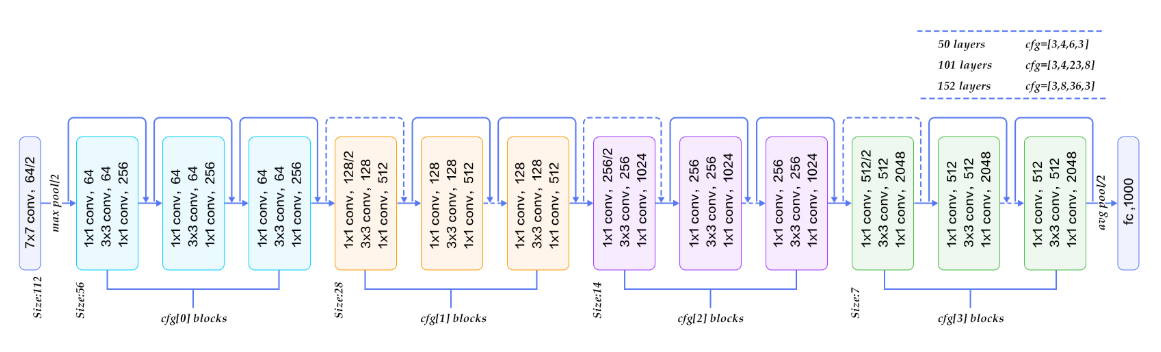 50 layers cfg=[3,4,6,3]
101 layers cfg=[3,4,23,8]
152 layers cfg=[3,8,36,3]
7x7 conv, 64/2
max pool/2
1x1 conv, 64
3x3 conv, 64
1x1 conv, 256
1x1 conv, 64
3x3 conv, 64
1x1 conv, 256
1x1 conv, 64
3x3 conv, 64
1x1 conv, 256
1x1 conv, 128/2
3x3 conv, 128
1x1 conv, 512
1x1 conv, 128
3x3 conv, 128
1x1 conv, 512
1x1 conv, 128
3x3 conv, 128
1x1 conv, 512
1x1 conv, 256/2
3x3 conv, 256
1x1 conv, 1024
1x1 conv, 256
3x3 conv, 256
1x1 conv, 1024
1x1 conv, 256
3x3 conv, 256
1x1 conv, 1024
1x1 conv, 512/2
3x3 conv, 512
1x1 conv, 2048
1x1 conv, 512
3x3 conv, 512
1x1 conv, 2048
1x1 conv, 512
3x3 conv, 512
1x1 conv, 2048
avg pool/2
fc ,1000
Size:112
Size:56
cfg[0] blocks
Size:28
cfg[1] blocks
Size:14
cfg[2] blocks
Size:7
cfg[3] blocks